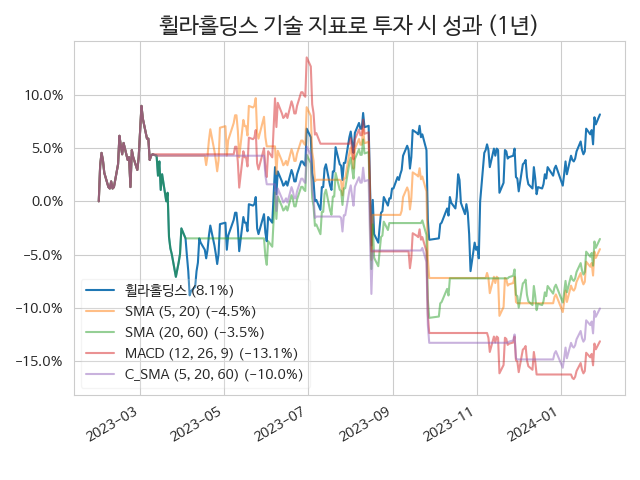 휠라홀딩스 기술 지표로 투자 시 성과 (1년)
10.0%
5.0%
0.0%
−5.0%
−10.0%
−15.0%
휠라홀딩스 (8.1%)
SMA (5, 20) (−4.5%)
SMA (20, 60) (−3.5%)
MACD (12, 26, 9) (−13.1%)
C_SMA (5, 20, 60) (−10.0%)
2023−03
2023−05
2023−07
2023−09
2023−11
2024−01